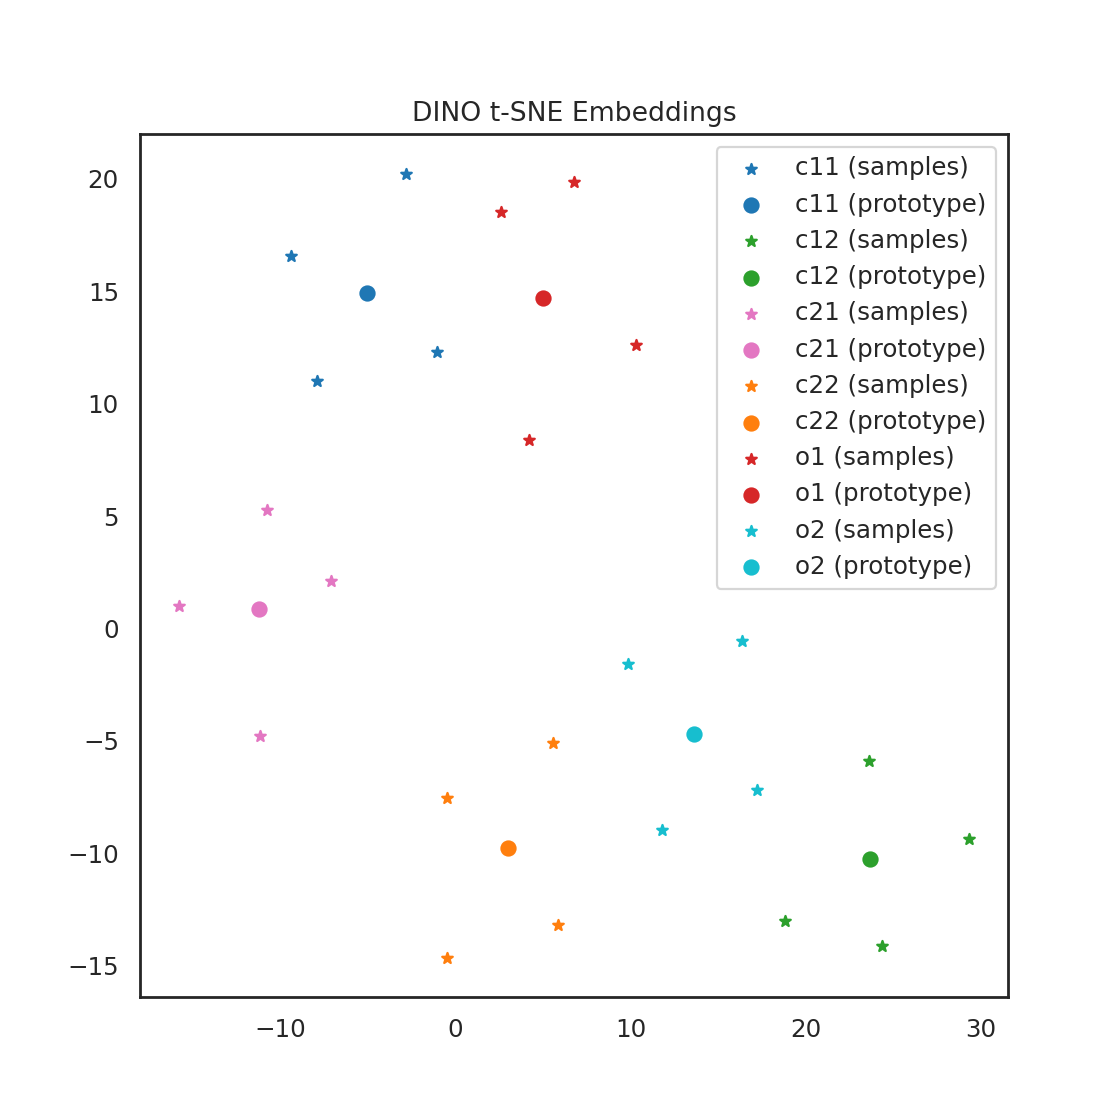 DINO t-SNE Embeddings
c11 (samples)
c11 (prototype)
c12 (samples)
c12 (prototype)
c21 (samples)
c21 (prototype)
c22 (samples)
c22 (prototype)
o1 (samples)
o1 (prototype)
o2 (samples)
o2 (prototype)
20
15
10
5
0
−5
−10
−15
−10 0 10 20 30